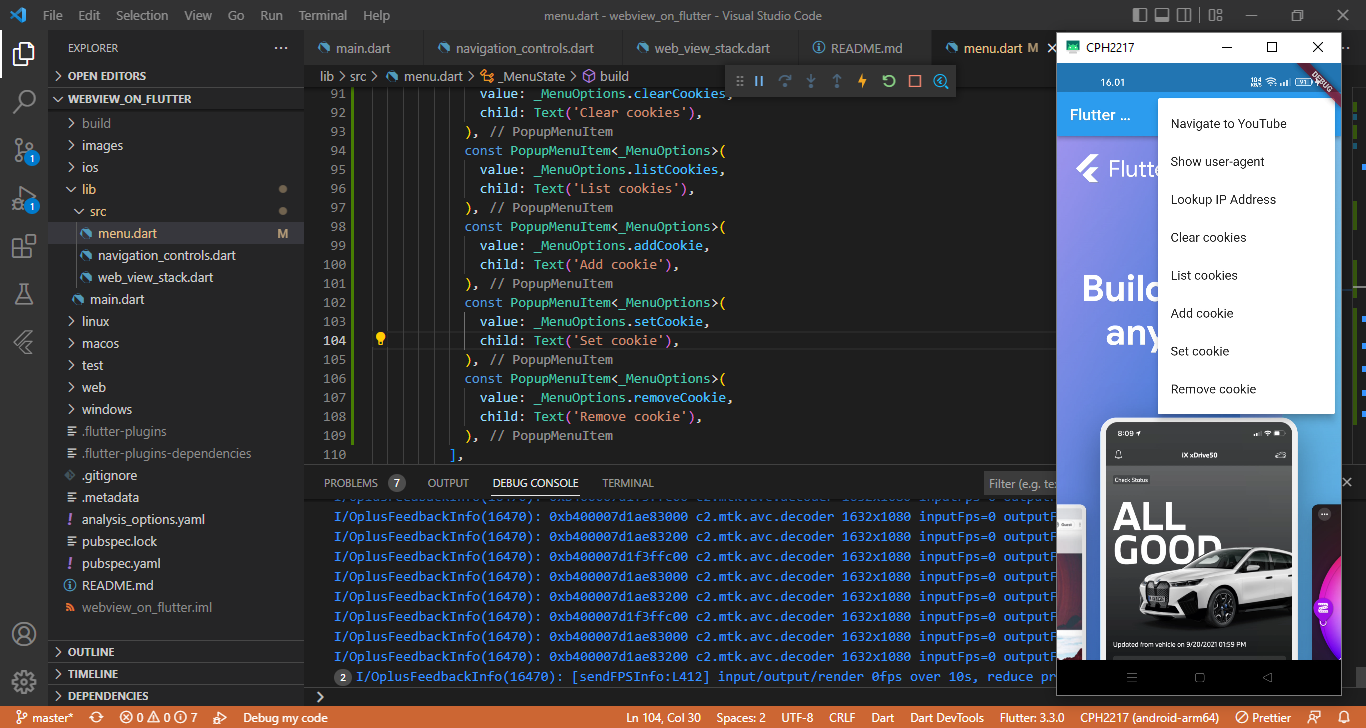 File Edit Selection View Go Run Terminal Help
menu.dart - webview_on_flutter - Visual Studio Code
EXPLORER
OPEN EDITORS
WEBVIEW_ON_FLUTTER
build
images
ios
lib
src
menu.dart M
navigation_controls.dart
web_view_stack.dart
main.dart
linux
macos
test
web
windows
.flutter-plugins
.flutter-plugins-dependencies
.gitignore
.metadata
analysis_options.yaml
pubspec.lock
pubspec.yaml
README.md
webview_on_flutter.iml
OUTLINE
TIMELINE
DEPENDENCIES
1
1
main.dart navigation_controls.dart web_view_stack.dart README.md menu.dart M
lib > src > menu.dart > _MenuState > build
91 value: _MenuOptions.clearCookies,
92 child: Text('Clear cookies'),
93 ), // PopupMenuItem
94 const PopupMenuItem<_MenuOptions>(
95 value: _MenuOptions.listCookies,
96 child: Text('List cookies'),
97 ), // PopupMenuItem
98 const PopupMenuItem<_MenuOptions>(
99 value: _MenuOptions.addCookie,
100 child: Text('Add cookie'),
101 ), // PopupMenuItem
102 const PopupMenuItem<_MenuOptions>(
103 value: _MenuOptions.setCookie,
104 child: Text('Set cookie'),
105 ), // PopupMenuItem
106 const PopupMenuItem<_MenuOptions>(
107 value: _MenuOptions.removeCookie,
108 child: Text('Remove cookie'),
109 ), // PopupMenuItem
110 ],
PROBLEMS 7 OUTPUT DEBUG CONSOLE TERMINAL Filter (e.g. te
I/OplusFeedbackInfo(16470): 0xb400007d1ae83000 c2.mtk.avc.decoder 1632x1080 inputFps=0 outputF
I/OplusFeedbackInfo(16470): 0xb400007d1ae83200 c2.mtk.avc.decoder 1632x1080 inputFps=0 outputF
I/OplusFeedbackInfo(16470): 0xb400007d1f3ffc00 c2.mtk.avc.decoder 1632x1080 inputFps=0 outputF
I/OplusFeedbackInfo(16470): 0xb400007d1ae83000 c2.mtk.avc.decoder 1632x1080 inputFps=0 outputF
I/OplusFeedbackInfo(16470): 0xb400007d1ae83200 c2.mtk.avc.decoder 1632x1080 inputFps=0 outputF
I/OplusFeedbackInfo(16470): 0xb400007d1f3ffc00 c2.mtk.avc.decoder 1632x1080 inputFps=0 outputF
I/OplusFeedbackInfo(16470): 0xb400007d1ae83000 c2.mtk.avc.decoder 1632x1080 inputFps=0 outputF
I/OplusFeedbackInfo(16470): 0xb400007d1ae83200 c2.mtk.avc.decoder 1632x1080 inputFps=0 outputF
2 I/OplusFeedbackInfo(16470): [sendFPSInfo:L412] input/output/render 0fps over 10s, reduce pr
CPH2217
16.01
DEBUG
Flutter ...
Navigate to YouTube
Show user-agent
Lookup IP Address
Clear cookies
List cookies
Add cookie
Set cookie
Remove cookie
Flutte
Build
any
8:09
iX xDrive50
Check Status
ALL
GOOD
Updated from vehicle on 9/20/2021 01:59 PM
master* 0 0 7 Debug my code Ln 104, Col 30 Spaces: 2 UTF-8 CRLF Dart Dart DevTools Flutter: 3.3.0 CPH2217 (android-arm64) Prettier